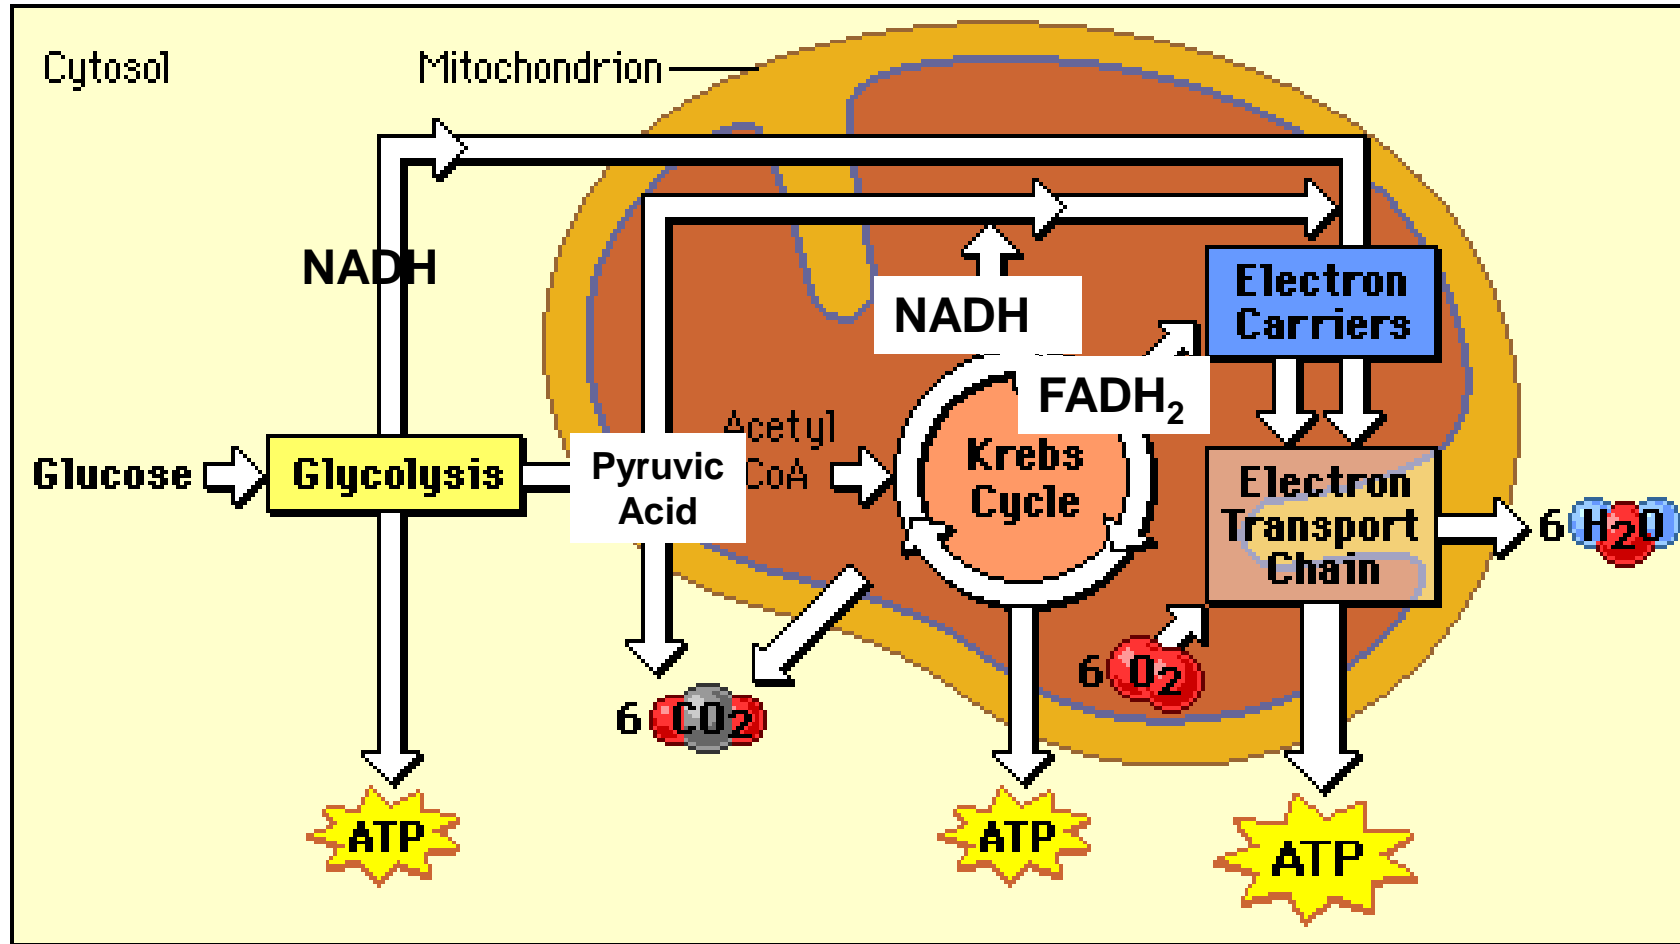 Cytosol
Mitochondrion
NADH
NADH
Electron
Carriers
FADH₂
Acetyl
CoA
Glucose
Glycolysis
Pyruvic
Acid
Krebs
Cycle
Electron
Transport
Chain
6 H2O
6 O2
6 CO2
ATP
ATP
ATP